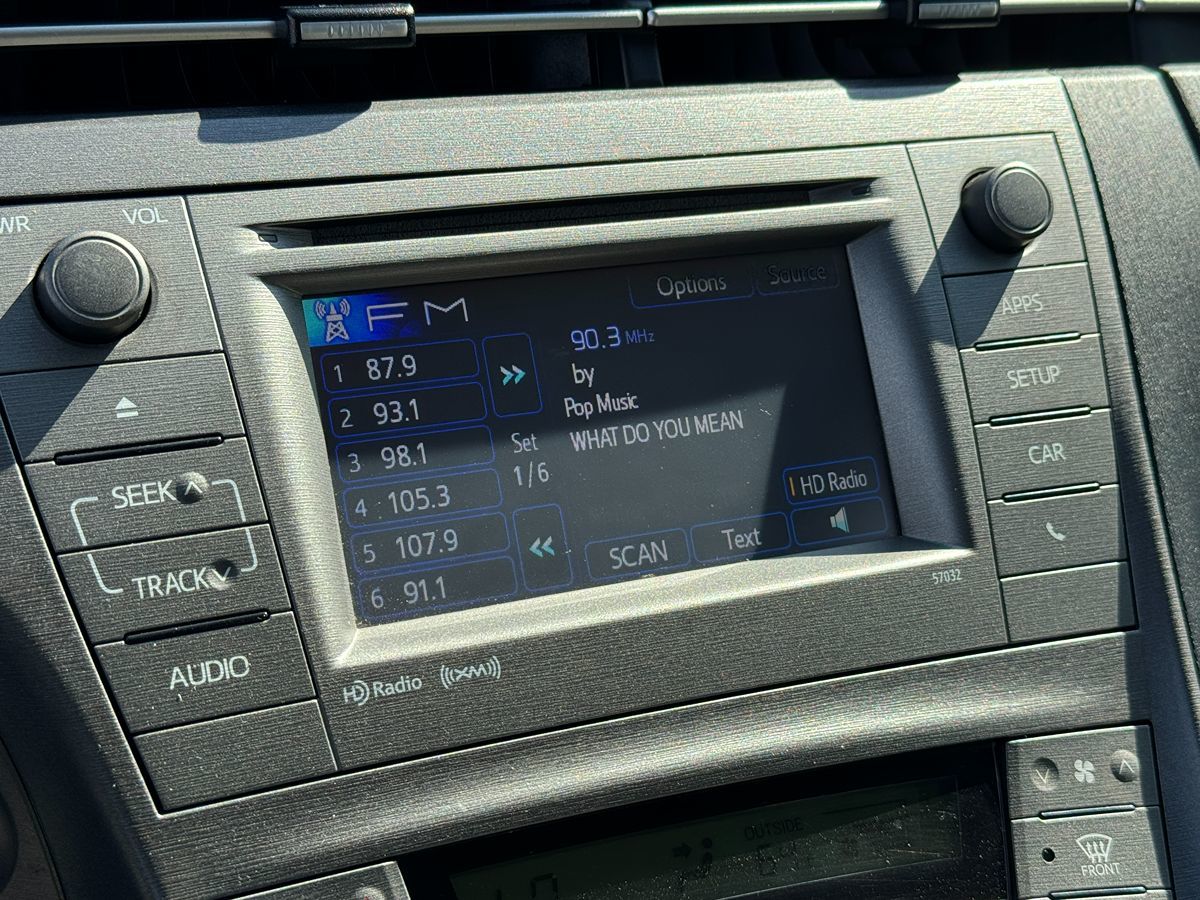 WR VOL
Options Source
FM
90.3 MHz
1 87.9
by
2 93.1
Pop Music
3 98.1
Set
WHAT DO YOU MEAN
1/6
4 105.3
HD Radio
5 107.9
SCAN Text
6 91.1
57032
SEEK
TRACK
AUDIO
HD Radio ((XM))
APPS
SETUP
CAR
OUTSIDE
FRONT